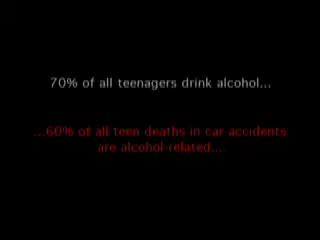 70% of all teenagers drink alcohol...
...60% of all teen deaths in car accidents
are alcohol-related...